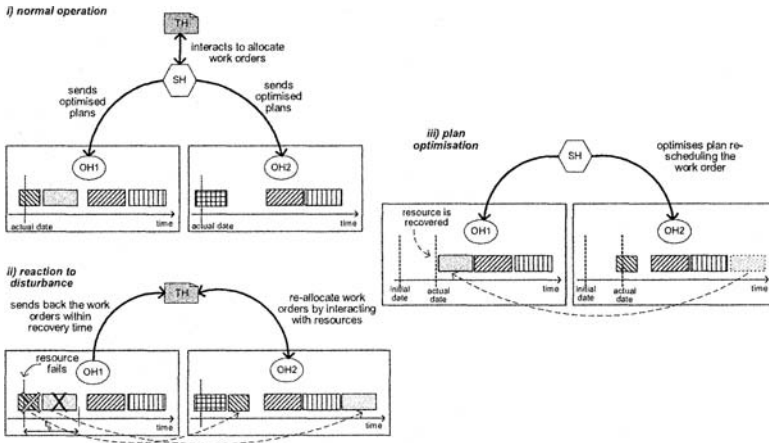 i) normal operation
TH
interacts to allocate
work orders
SH
sends
optimised
plans
sends
optimised
plans
OH1
actual date
time
OH2
actual date
time
ii) reaction to
disturbance
sends back the work
orders within
recovery time
TH
re-allocate work
orders by interacting
with resources
resource
fails
OH1
time
OH2
time
iii) plan
optimisation
SH
optimises plan re-
scheduling the
work order
resource is
recovered
OH1
initial
date
actual
date
time
OH2
initial
date
actual
date
time